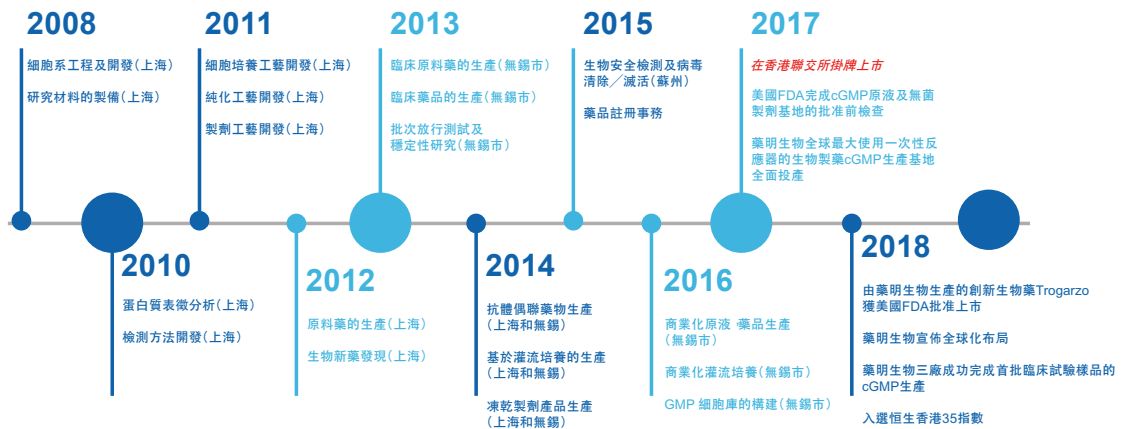 2008
細胞系工程及開發(上海)
研究材料的製備(上海)
2010
蛋白質表徵分析(上海)
檢測方法開發(上海)
2011
細胞培養工藝開發(上海)
純化工藝開發(上海)
製劑工藝開發(上海)
2012
原料藥的生產(上海)
生物新藥發現(上海)
2013
臨床原料藥的生產(無錫市)
臨床藥品的生產(無錫市)
批次放行測試及
穩定性研究(無錫市)
2014
抗體偶聯藥物生產
(上海和無錫)
基於灌流培養的生產
(上海和無錫)
凍乾製劑產品生產
(上海和無錫)
2015
生物安全檢測及病毒
清除╱滅活(蘇州)
藥品註冊事務
2016
商業化原液·藥品生產
(無錫市)
商業化灌流培養(無錫市)
GMP 細胞庫的構建(無錫市)
2017
在香港聯交所掛牌上市
美國FDA完成cGMP原液及無菌
製劑基地的批准前檢查
藥明生物全球最大使用一次性反
應器的生物製藥cGMP生產基地
全面投產
2018
由藥明生物生產的創新生物藥Trogarzo
獲美國FDA批准上市
藥明生物宣佈全球化布局
藥明生物三廠成功完成首批臨床試驗樣品的
cGMP生產
入選恒生香港35指數